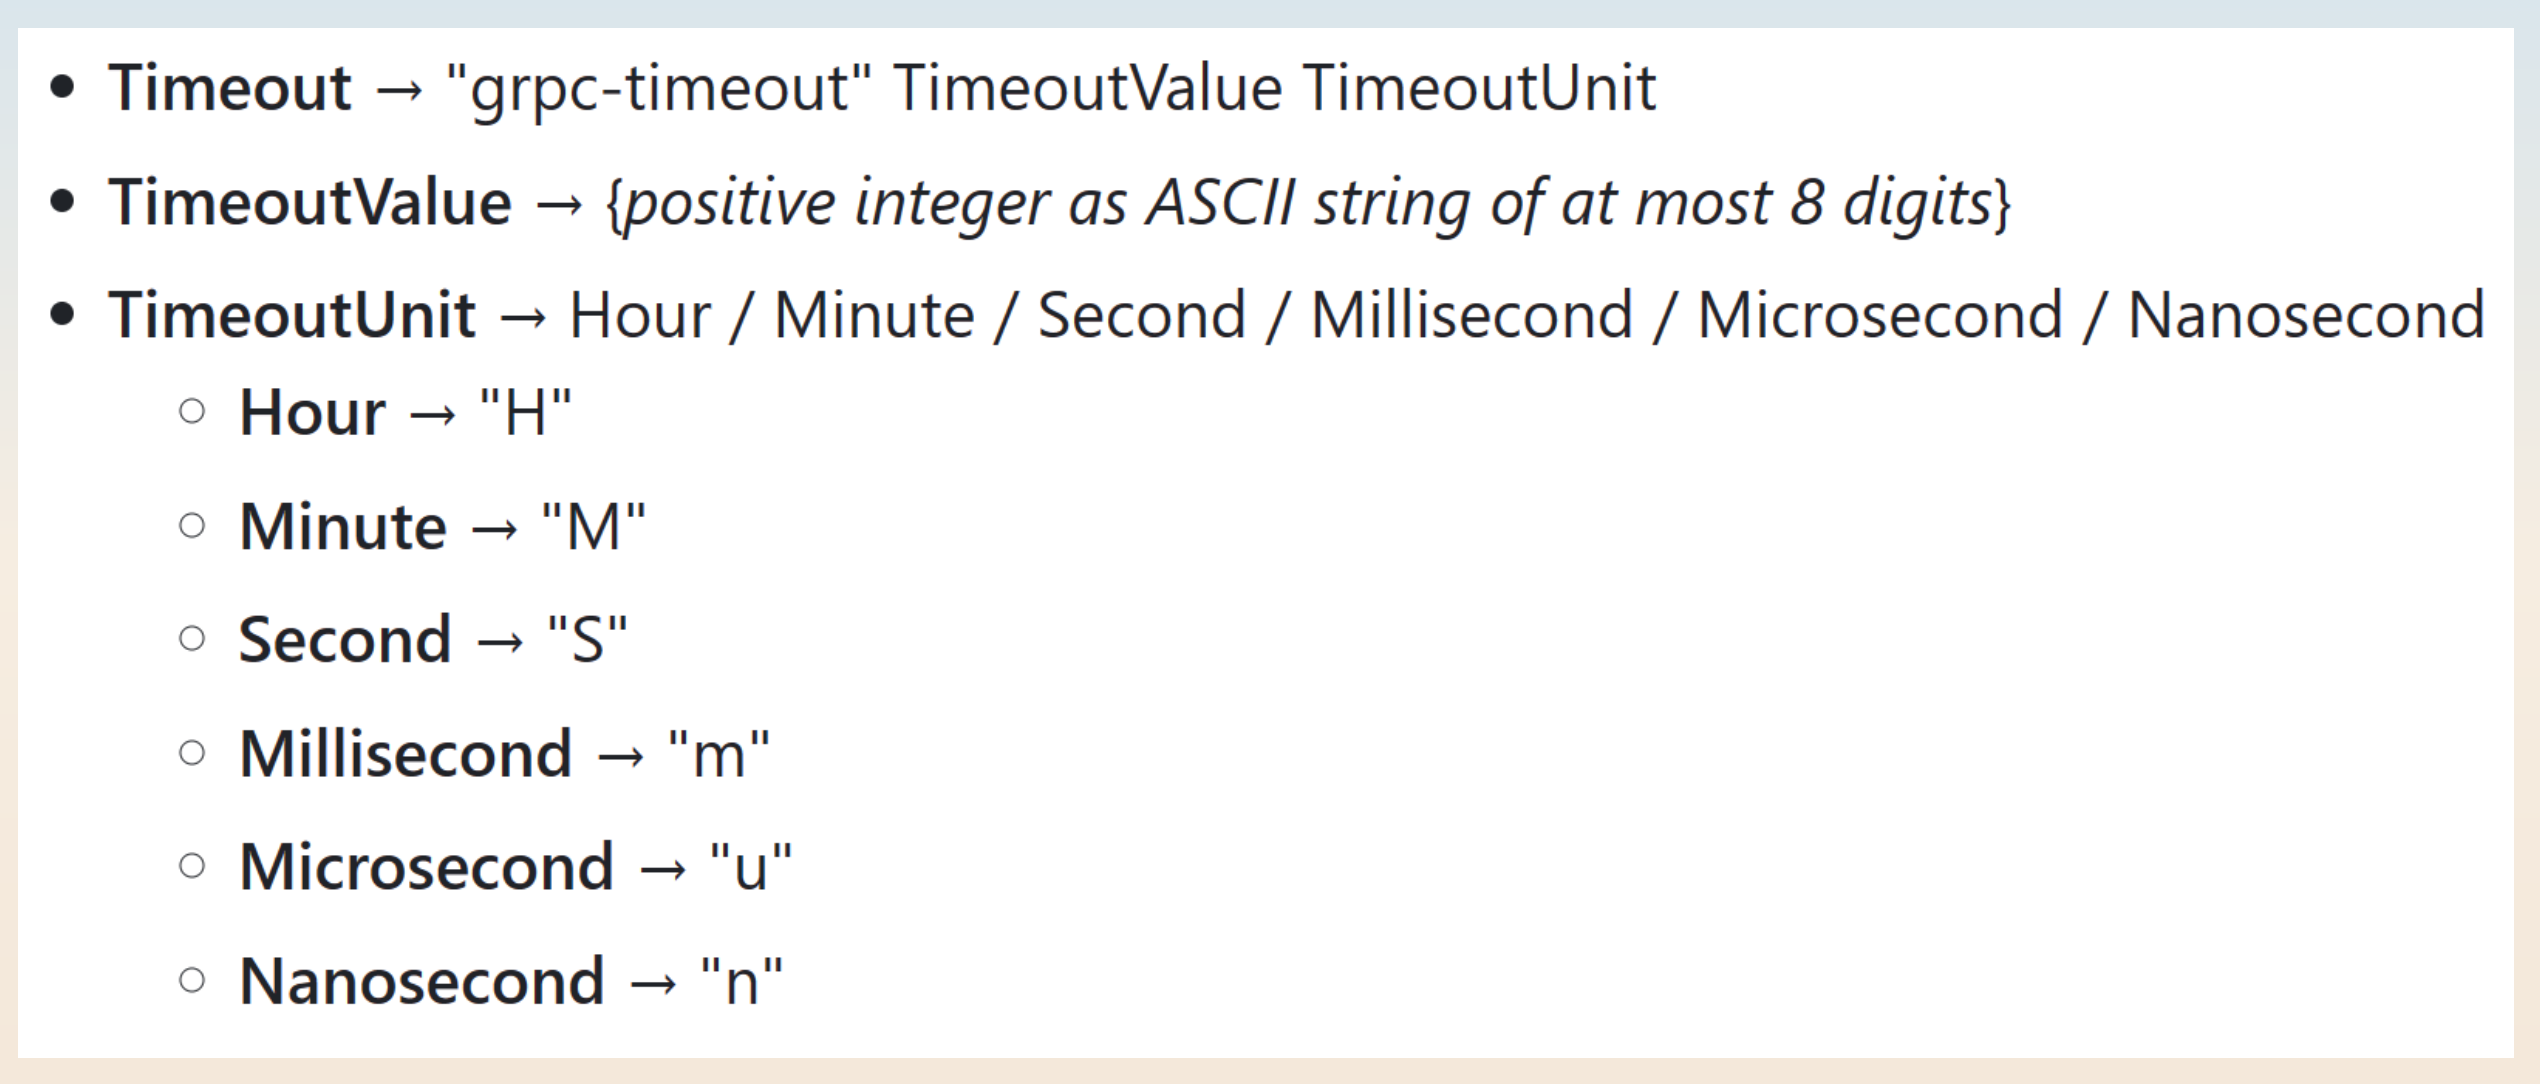 • Timeout → "grpc-timeout" TimeoutValue TimeoutUnit
• TimeoutValue → {positive integer as ASCII string of at most 8 digits}
• TimeoutUnit → Hour / Minute / Second / Millisecond / Microsecond / Nanosecond
○ Hour → "H"
○ Minute → "M"
○ Second → "S"
○ Millisecond → "m"
○ Microsecond → "u"
○ Nanosecond → "n"